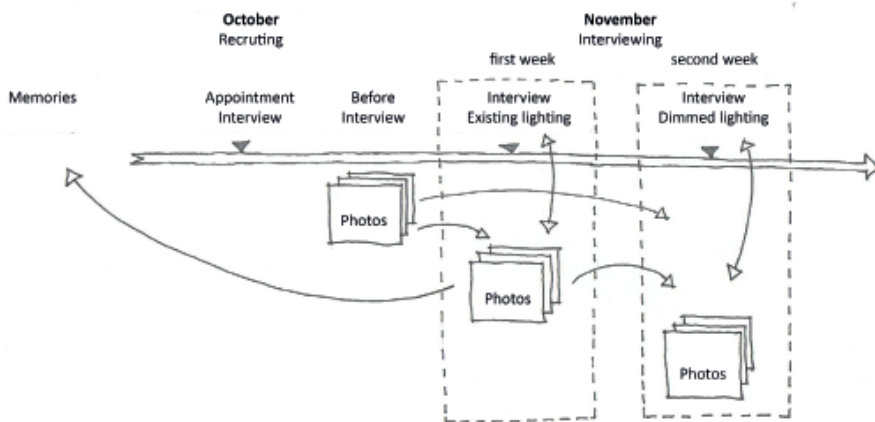 October
Recruting
November
Interviewing
first week
second week
Memories
Appointment
Interview
Before
Interview
Interview
Existing lighting
Interview
Dimmed lighting
Photos
Photos
Photos